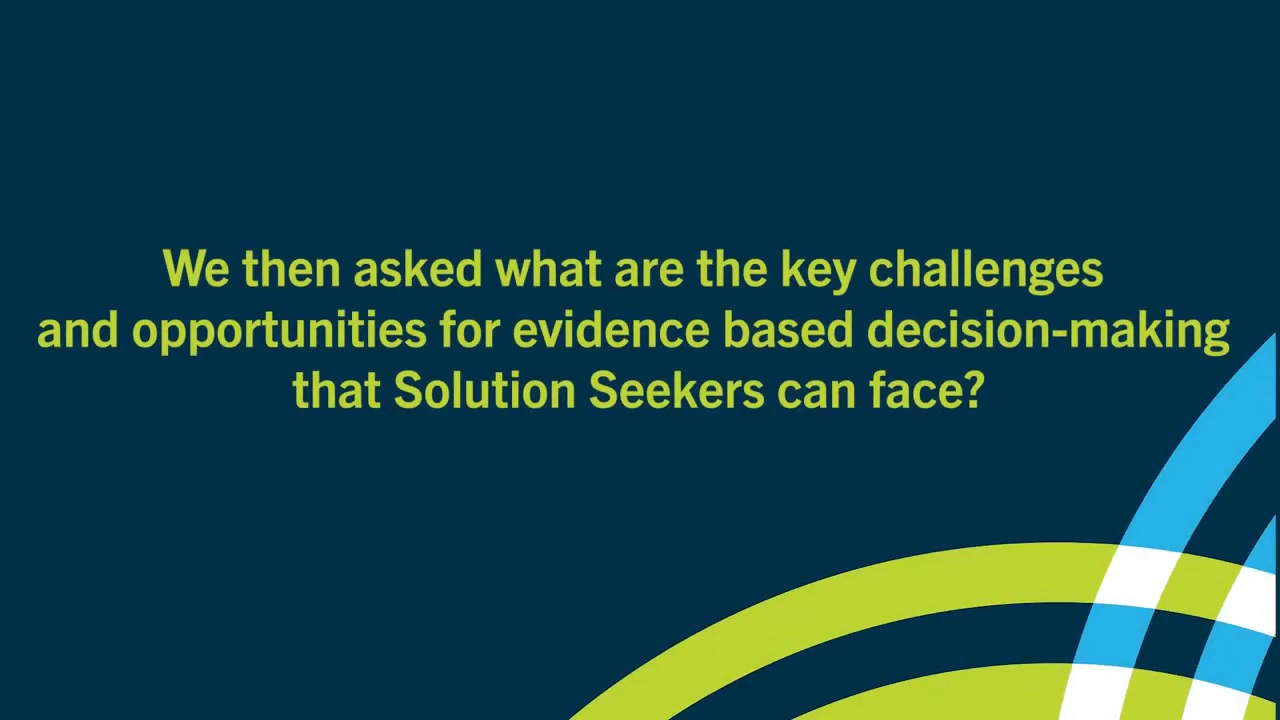 We then asked what are the key challenges
and opportunities for evidence based decision-making
that Solution Seekers can face?